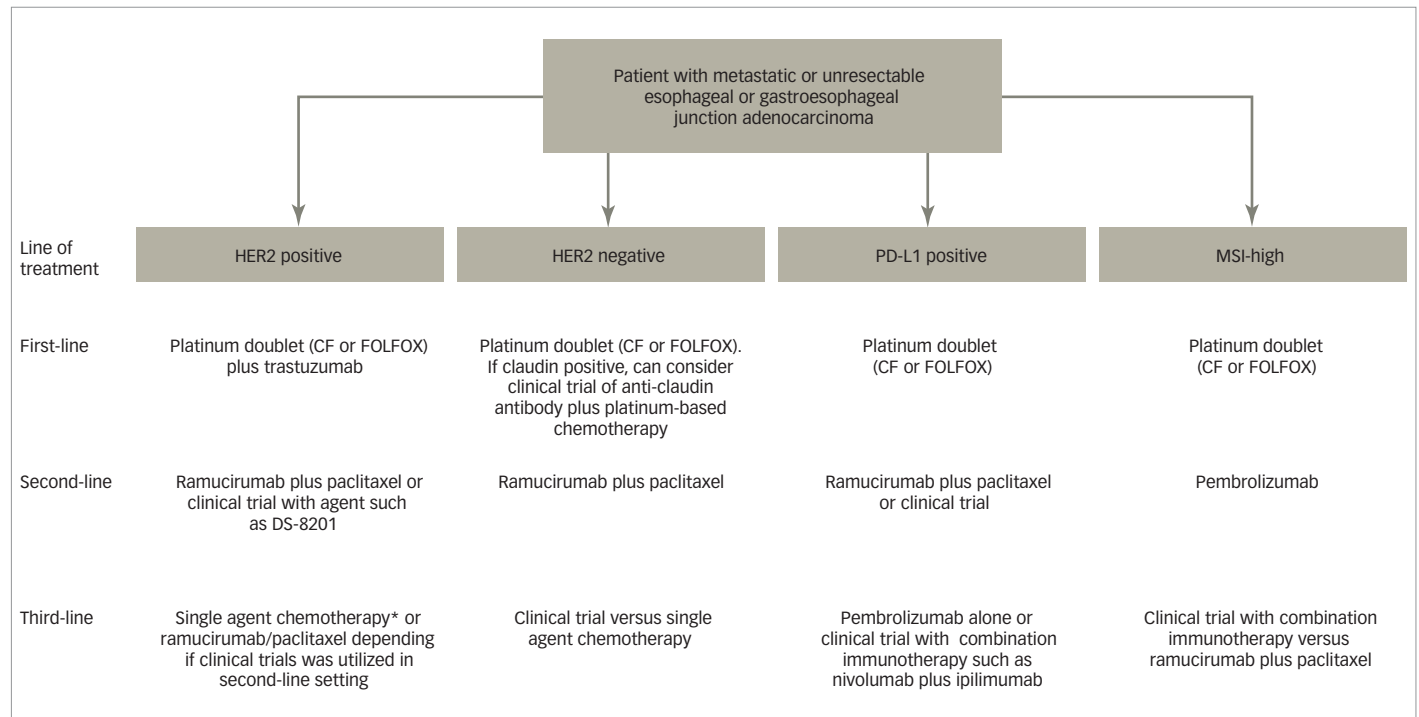 Patient with metastatic or unresectable
esophageal or gastroesophageal
junction adenocarcinoma
Line of
treatment
HER2 positive
HER2 negative
PD-L1 positive
MSI-high
First-line
Platinum doublet (CF or FOLFOX)
plus trastuzumab
Platinum doublet (CF or FOLFOX).
If claudin positive, can consider
clinical trial of anti-claudin
antibody plus platinum-based
chemotherapy
Platinum doublet
(CF or FOLFOX)
Platinum doublet
(CF or FOLFOX)
Second-line
Ramucirumab plus paclitaxel or
clinical trial with agent such
as DS-8201
Ramucirumab plus paclitaxel
Ramucirumab plus paclitaxel
or clinical trial
Pembrolizumab
Third-line
Single agent chemotherapy* or
ramucirumab/paclitaxel depending
if clinical trials was utilized in
second-line setting
Clinical trial versus single
agent chemotherapy
Pembrolizumab alone or
clinical trial with combination
immunotherapy such as
nivolumab plus ipilimumab
Clinical trial with combination
immunotherapy versus
ramucirumab plus paclitaxel